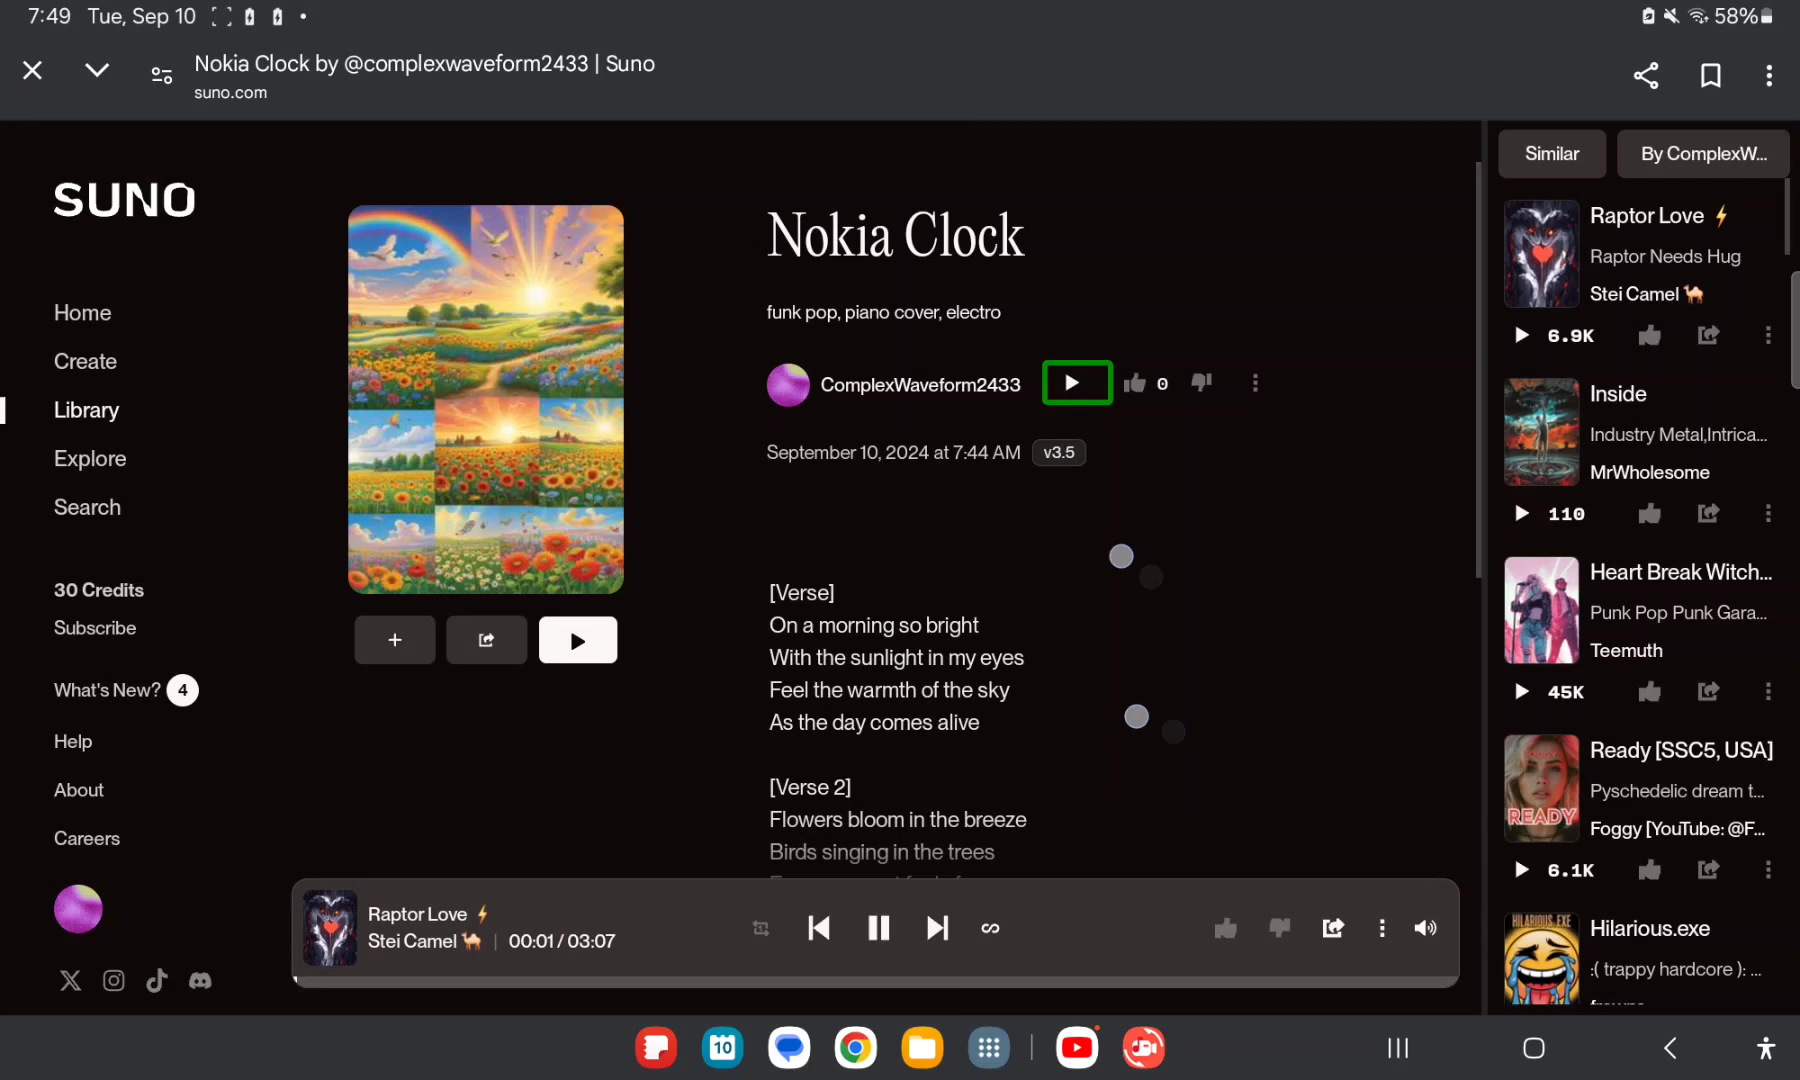 7:49 Tue, Sep 10
58%
Nokia Clock by @complexwaveform2433 | Suno
suno.com
SUNO
Home
Create
Library
Explore
Search
30 Credits
Subscribe
What's New? 4
Help
About
Careers
Nokia Clock
funk pop, piano cover, electro
ComplexWaveform2433
0
September 10, 2024 at 7:44 AM v3.5
[Verse]
On a morning so bright
With the sunlight in my eyes
Feel the warmth of the sky
As the day comes alive
[Verse 2]
Flowers bloom in the breeze
Birds singing in the trees
Raptor Love
Stei Camel | 00:01 / 03:07
Similar
By ComplexW...
Raptor Love
Raptor Needs Hug
Stei Camel
6.9K
Inside
Industry Metal,Intrica...
MrWholesome
110
Heart Break Witch...
Punk Pop Punk Gara...
Teemuth
45K
READY
Ready [SSC5, USA]
Pyschedelic dream t...
Foggy [YouTube: @F...
6.1K
HILARIOUS.EXE
Hilarious.exe
:( trappy hardcore ): ...
10